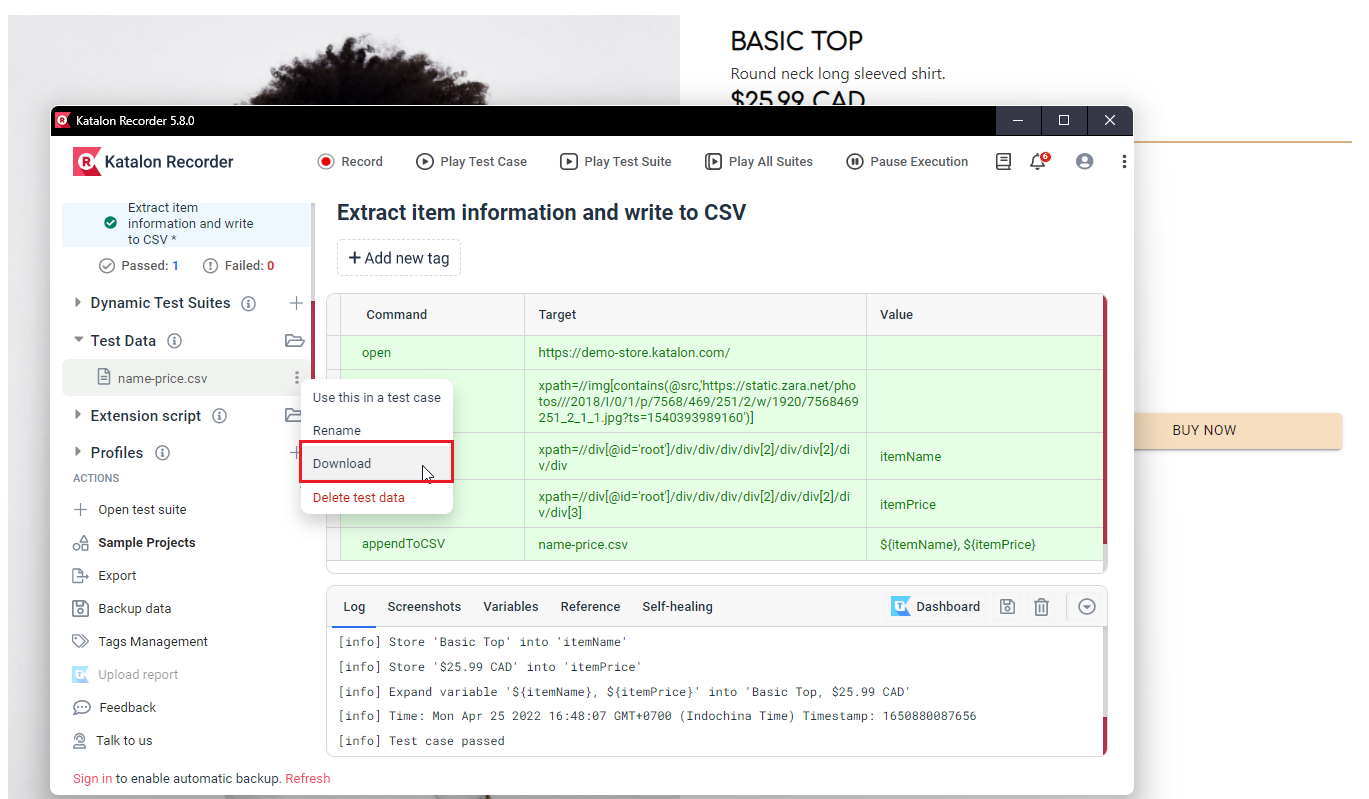 BASIC TOP
Round neck long sleeved shirt.
$25.99 CAD
Katalon Recorder 5.8.0
Katalon Recorder
Record
Play Test Case
Play Test Suite
Play All Suites
Pause Execution
6
Extract item
information and write
to CSV *
Passed: 1
Failed: 0
Dynamic Test Suites
Test Data
name-price.csv
Extension script
Profiles
ACTIONS
Open test suite
Sample Projects
Export
Backup data
Tags Management
Upload report
Feedback
Talk to us
Sign in to enable automatic backup. Refresh
Use this in a test case
Rename
Download
Delete test data
Extract item information and write to CSV
+ Add new tag
Command Target Value
open https://demo-store.katalon.com/
xpath=//img[contains(@src,'https://static.zara.net/pho
tos///2018/I/0/1/p/7568/469/251/2/w/1920/7568469
251_2_1_1.jpg?ts=1540393989160')]
xpath=//div[@id='root']/div/div/div[2]/div/div[2]/di
v/div
itemName
xpath=//div[@id='root']/div/div/div[2]/div/div[2]/di
v/div[3]
itemPrice
appendToCSV name-price.csv ${itemName}, ${itemPrice}
Log
Screenshots
Variables
Reference
Self-healing
Dashboard
[info] Store 'Basic Top' into 'itemName'
[info] Store '$25.99 CAD' into 'itemPrice'
[info] Expand variable '${itemName}, ${itemPrice}' into 'Basic Top, $25.99 CAD'
[info] Time: Mon Apr 25 2022 16:48:07 GMT+0700 (Indochina Time) Timestamp: 1650880087656
[info] Test case passed
BUY NOW